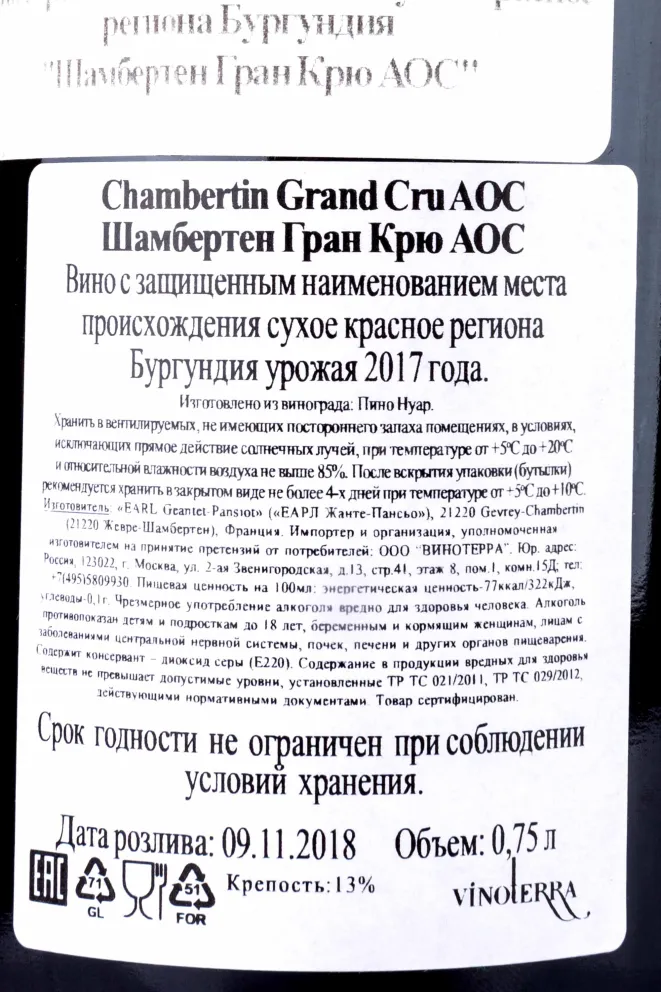 региона Бургундия
"Шамбертен Гран Крю АОС"
Chambertin Grand Cru AOC
Шамбертен Гран Крю АОС
Вино с защищенным наименованием места
происхождения сухое красное региона
Бургундия урожая 2017 года.
Изготовлено из винограда: Пино Нуар.
Хранить в вентилируемых, не имеющих постороннего запаха помещениях, в условиях,
исключающих прямое действие солнечных лучей, при температуре от +5°C до +20°C
и относительной влажности воздуха не выше 85%. После вскрытия упаковки (бутылки)
рекомендуется хранить в закрытом виде не более 4-х дней при температуре от +5°C до +10°C.
Изготовитель: «EARL Geantet-Pansiot» («ЕАРЛ Жанте-Пансьо»), 21220 Gevrey-Chambertin
(21220 Жевре-Шамбертен), Франция. Импортер и организация, уполномоченная
изготовителем на принятие претензий от потребителей: ООО "ВИНОТЕРРА". Юр. адрес:
Россия, 123022, г. Москва, ул. 2-ая Звенигородская, д.13, стр.41, этаж 8, пом.I, комн.15Д; тел:
+7(495)5809930. Пищевая ценность на 100мл: энергетическая ценность-77ккал/322кДж,
углеводы-0,1г. Чрезмерное употребление алкоголя вредно для здоровья человека. Алкоголь
противопоказан детям и подросткам до 18 лет, беременным и кормящим женщинам, лицам с
заболеваниями центральной нервной системы, почек, печени и других органов пищеварения.
Содержит консервант – диоксид серы (Е220). Содержание в продукции вредных для здоровья
веществ не превышает допустимые уровни, установленные ТР ТС 021/2011, ТР ТС 029/2012,
действующими нормативными документами. Товар сертифицирован.
Срок годности не ограничен при соблюдении
условий хранения.
Дата розлива: 09.11.2018 Объем: 0,75 л
EAC 71 GL 51 FOR Крепость: 13% VINOTERRA